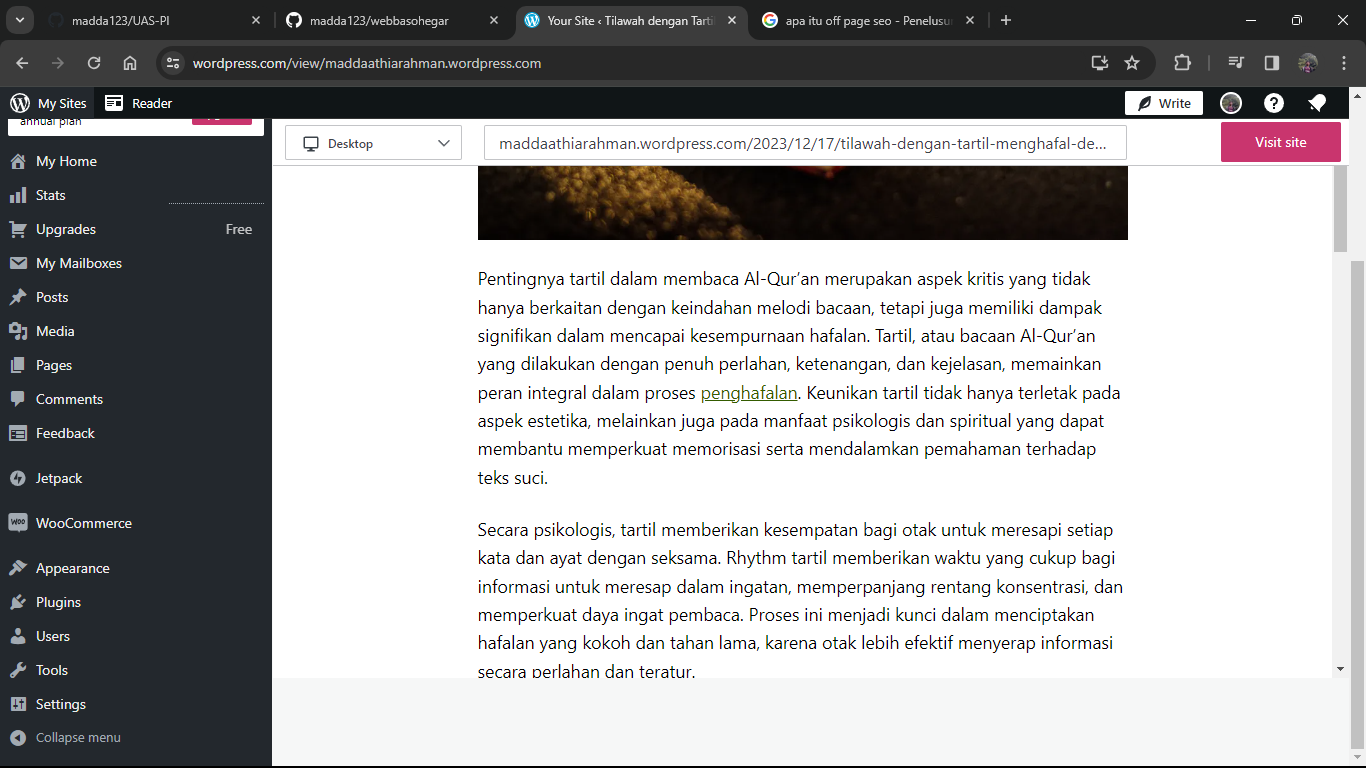 madda123/UAS-PI
madda123/webbasohegar
Your Site ‹ Tilawah dengan Tarti
apa itu off page seo - Penelusu
wordpress.com/view/maddaathiarahman.wordpress.com
My Sites
Reader
Write
annual plan
Desktop
maddaathiarahman.wordpress.com/2023/12/17/tilawah-dengan-tartil-menghafal-de...
Visit site
My Home
Stats
Upgrades Free
My Mailboxes
Posts
Media
Pages
Comments
Feedback
Jetpack
WOO WooCommerce
Appearance
Plugins
Users
Tools
Settings
Collapse menu
Pentingnya tartil dalam membaca Al-Qur’an merupakan aspek kritis yang tidak
hanya berkaitan dengan keindahan melodi bacaan, tetapi juga memiliki dampak
signifikan dalam mencapai kesempurnaan hafalan. Tartil, atau bacaan Al-Qur’an
yang dilakukan dengan penuh perlahan, ketenangan, dan kejelasan, memainkan
peran integral dalam proses penghafalan. Keunikan tartil tidak hanya terletak pada
aspek estetika, melainkan juga pada manfaat psikologis dan spiritual yang dapat
membantu memperkuat memorisasi serta mendalamkan pemahaman terhadap
teks suci.
Secara psikologis, tartil memberikan kesempatan bagi otak untuk meresapi setiap
kata dan ayat dengan seksama. Rhythm tartil memberikan waktu yang cukup bagi
informasi untuk meresap dalam ingatan, memperpanjang rentang konsentrasi, dan
memperkuat daya ingat pembaca. Proses ini menjadi kunci dalam menciptakan
hafalan yang kokoh dan tahan lama, karena otak lebih efektif menyerap informasi
secara perlahan dan teratur.